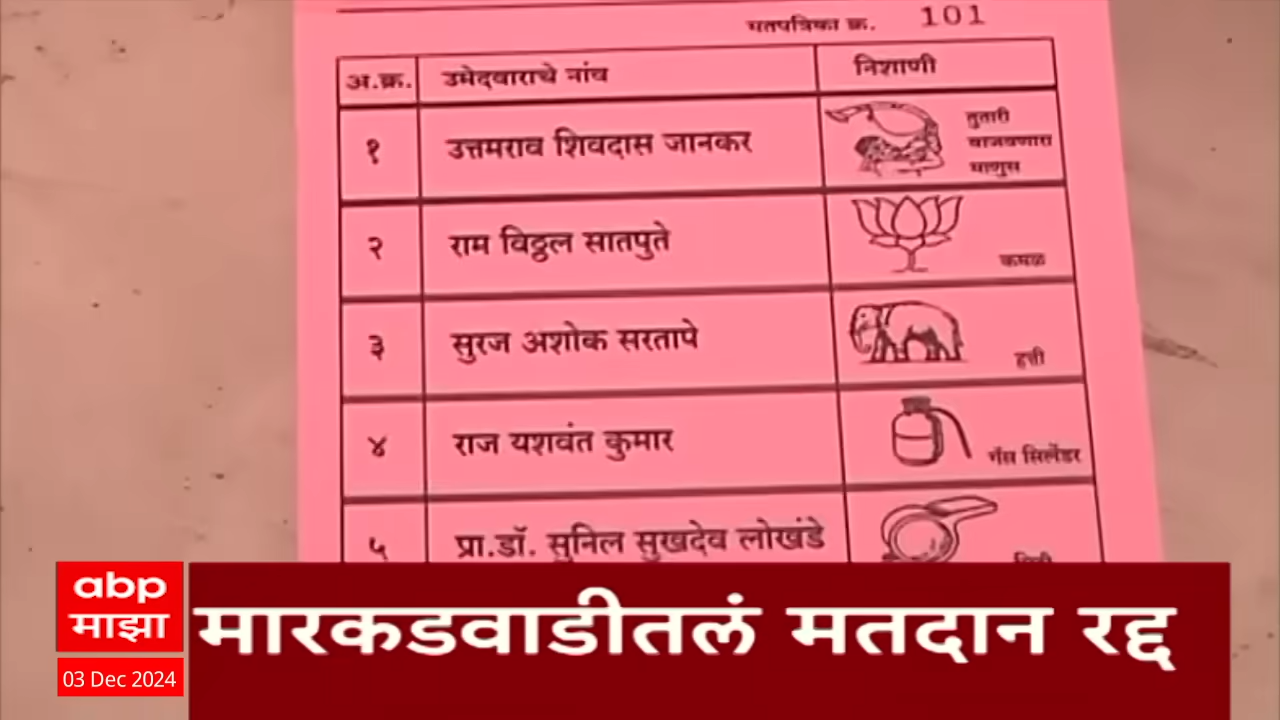 मतपत्रिका क्र. 101
अ.क्र. उमेदवाराचे नांव निशाणी
१ उत्तमराव शिवदास जानकर तुतारी
वाजवणारा
माणुस
२ राम विठ्ठल सातपुते कमळ
३ सुरज अशोक सरतापे हत्ती
४ राज यशवंत कुमार गॅस सिलेंडर
५ प्रा.डॉ. सुनिल सुखदेव लोखंडे
abp
माझा
03 Dec 2024
मारकडवाडीतलं मतदान रद्द